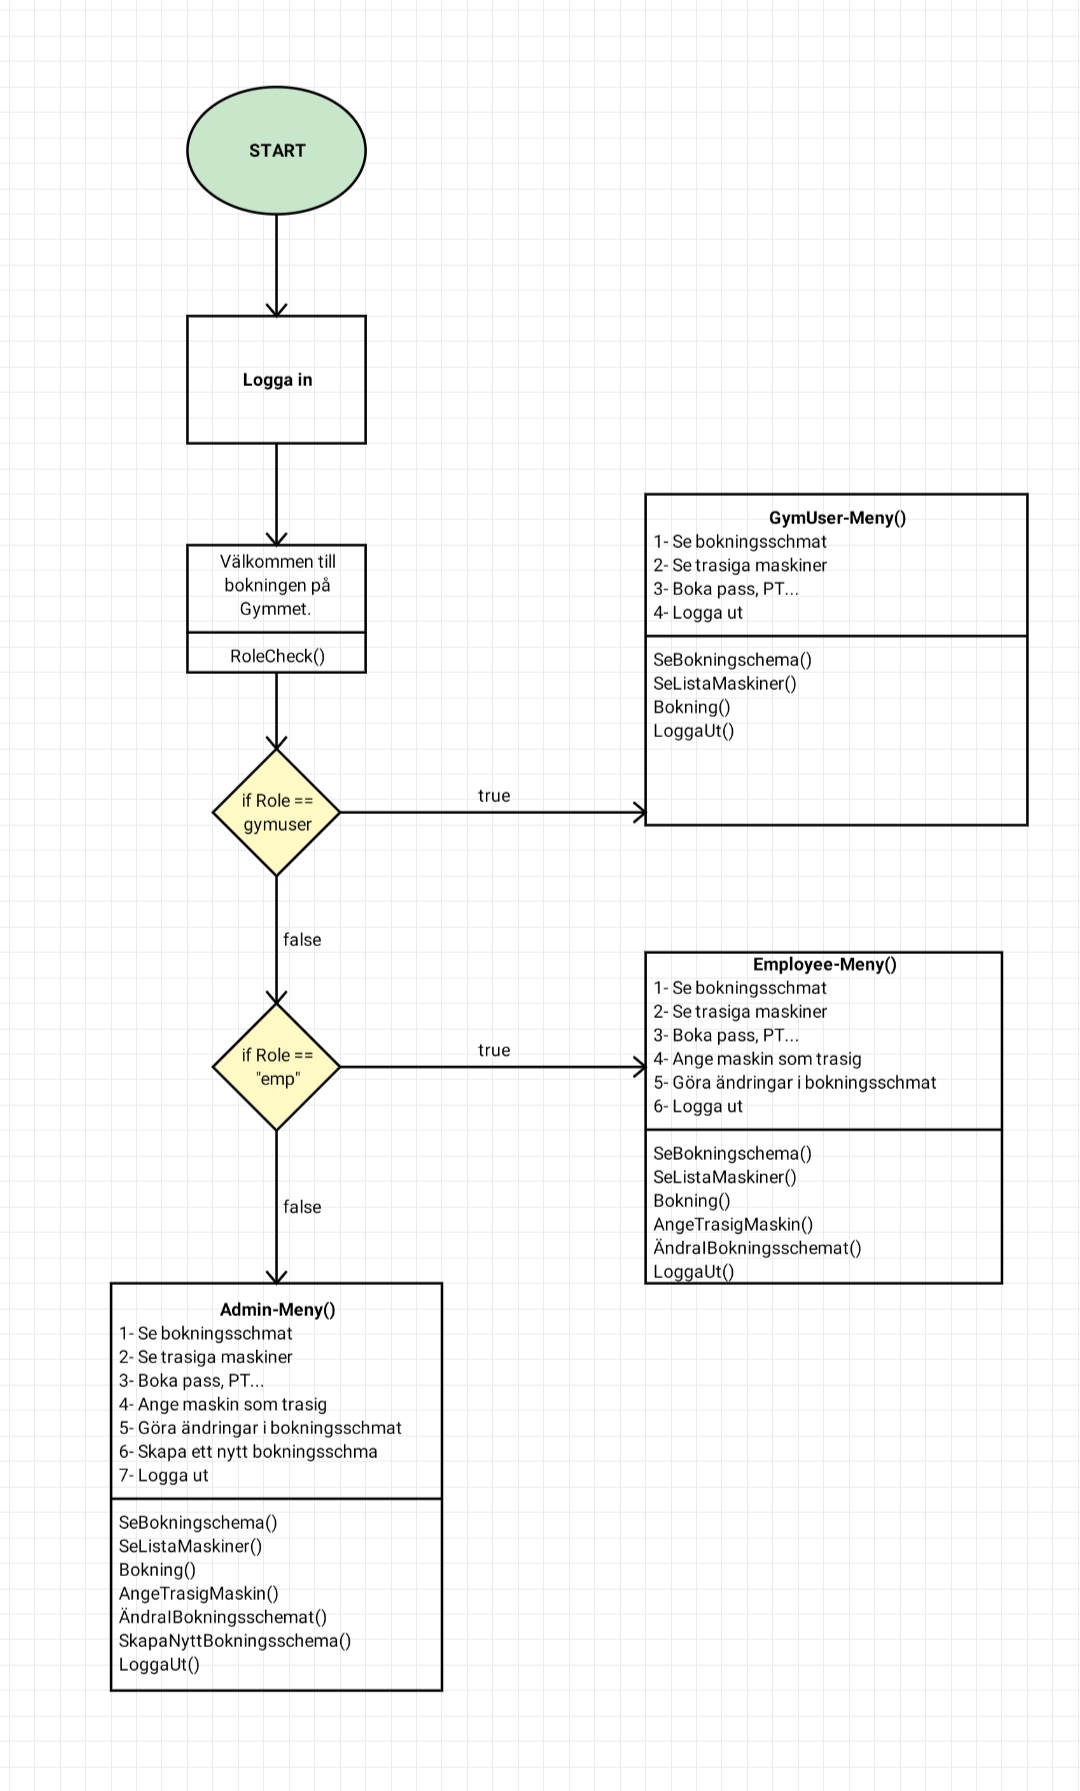 START
Logga in
Välkommen till
bokningen på
Gymmet.
RoleCheck()
if Role ==
gymuser
true
GymUser-Meny()
1- Se bokningsschmat
2- Se trasiga maskiner
3- Boka pass, PT...
4- Logga ut
SeBokningschema()
SeListaMaskiner()
Bokning()
LoggaUt()
false
if Role ==
"emp"
true
Employee-Meny()
1- Se bokningsschmat
2- Se trasiga maskiner
3- Boka pass, PT...
4- Ange maskin som trasig
5- Göra ändringar i bokningsschmat
6- Logga ut
SeBokningschema()
SeListaMaskiner()
Bokning()
AngeTrasigMaskin()
ÄndraIBokningsschemat()
LoggaUt()
false
Admin-Meny()
1- Se bokningsschmat
2- Se trasiga maskiner
3- Boka pass, PT...
4- Ange maskin som trasig
5- Göra ändringar i bokningsschmat
6- Skapa ett nytt bokningsschma
7- Logga ut
SeBokningschema()
SeListaMaskiner()
Bokning()
AngeTrasigMaskin()
ÄndraIBokningsschemat()
SkapaNyttBokningsschema()
LoggaUt()